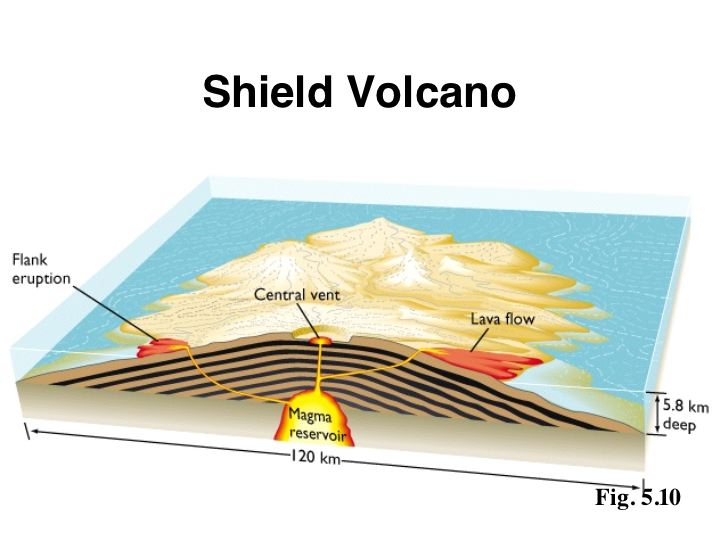 Shield Volcano
Flank
eruption
Central vent
Lava flow
5.8 km
deep
Magma
reservoir
120 km
Fig. 5.10